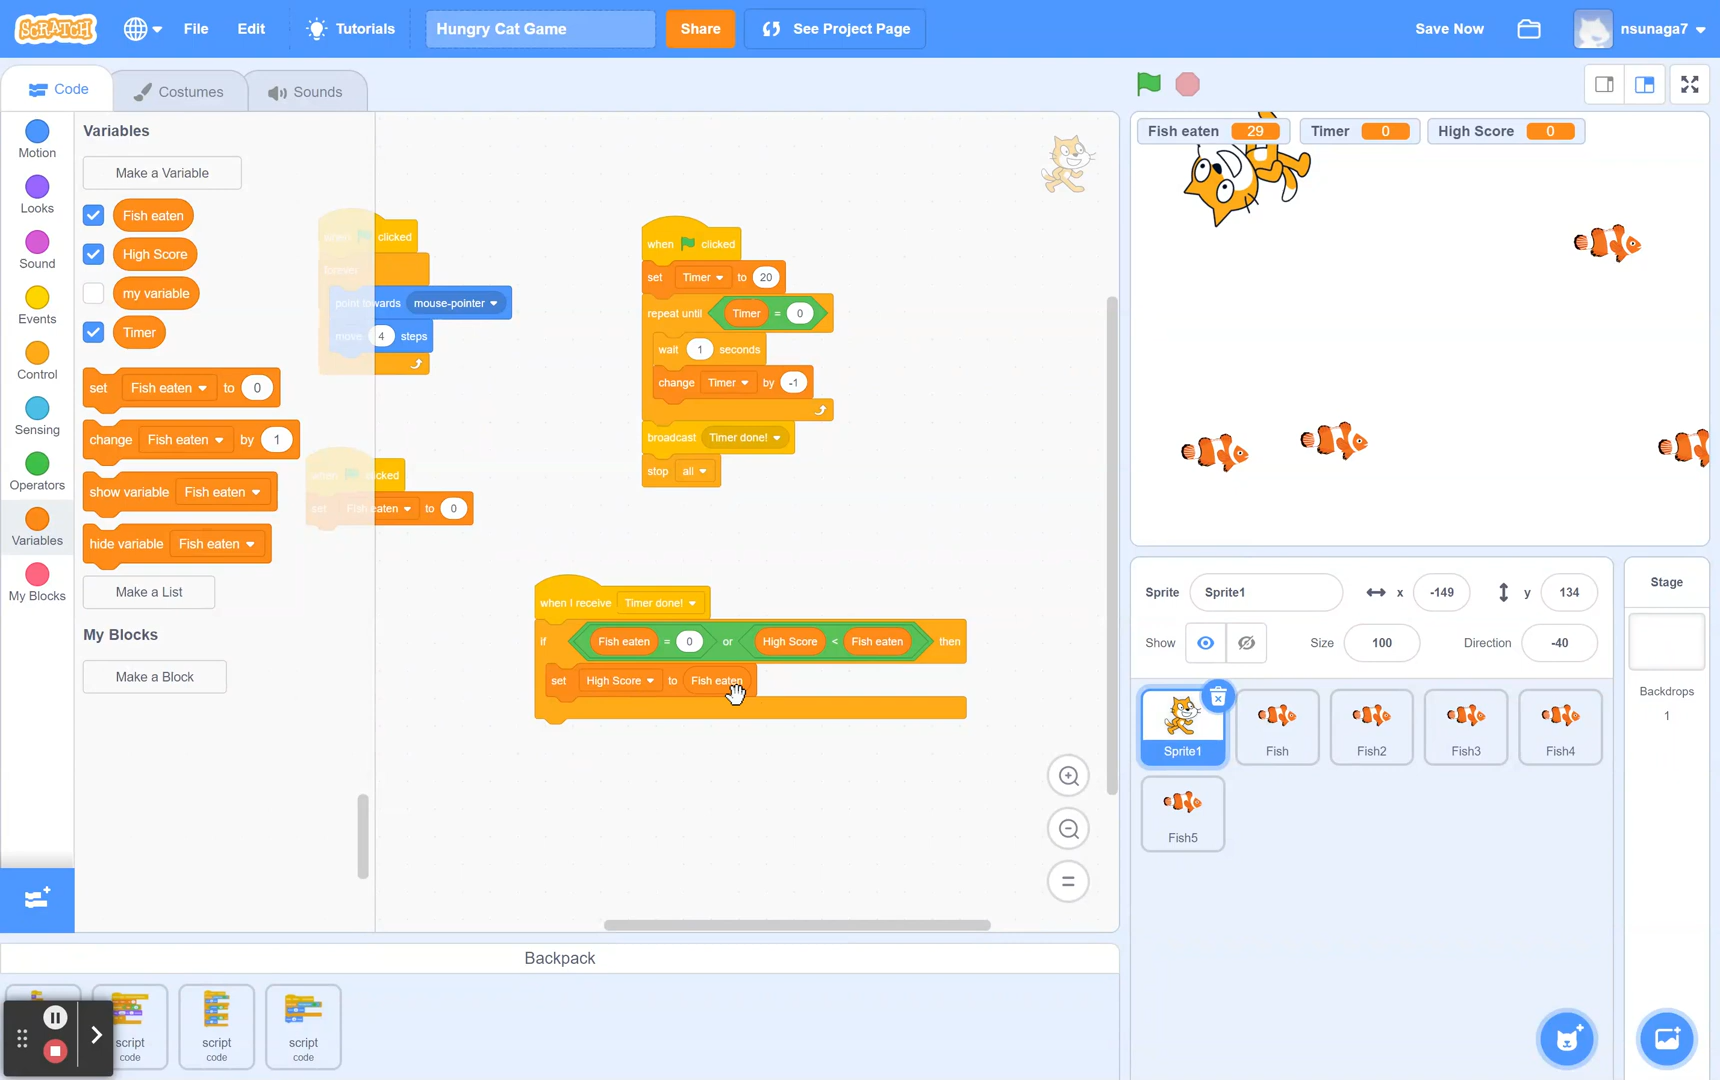 SCRATCH
File
Edit
Tutorials
Hungry Cat Game
Share
See Project Page
Save Now
nsunaga7
Code
Costumes
Sounds
Motion
Looks
Sound
Events
Control
Sensing
Operators
Variables
My Blocks
Variables
Make a Variable
Fish eaten
High Score
my variable
Timer
set Fish eaten to 0
change Fish eaten by 1
show variable Fish eaten
hide variable Fish eaten
Make a List
My Blocks
Make a Block
when clicked
forever
point towards mouse-pointer
move 4 steps
when clicked
set Fish eaten to 0
when clicked
set Timer to 20
repeat until Timer = 0
wait 1 seconds
change Timer by -1
broadcast Timer done!
stop all
when I receive Timer done!
if Fish eaten = 0 or High Score < Fish eaten then
set High Score to Fish eaten
Fish eaten 29
Timer 0
High Score 0
Sprite Sprite1 x -149 y 134
Show Size 100 Direction -40
Sprite1
Fish
Fish2
Fish3
Fish4
Fish5
Stage
Backdrops
1
Backpack
script
code
script
code
script
code